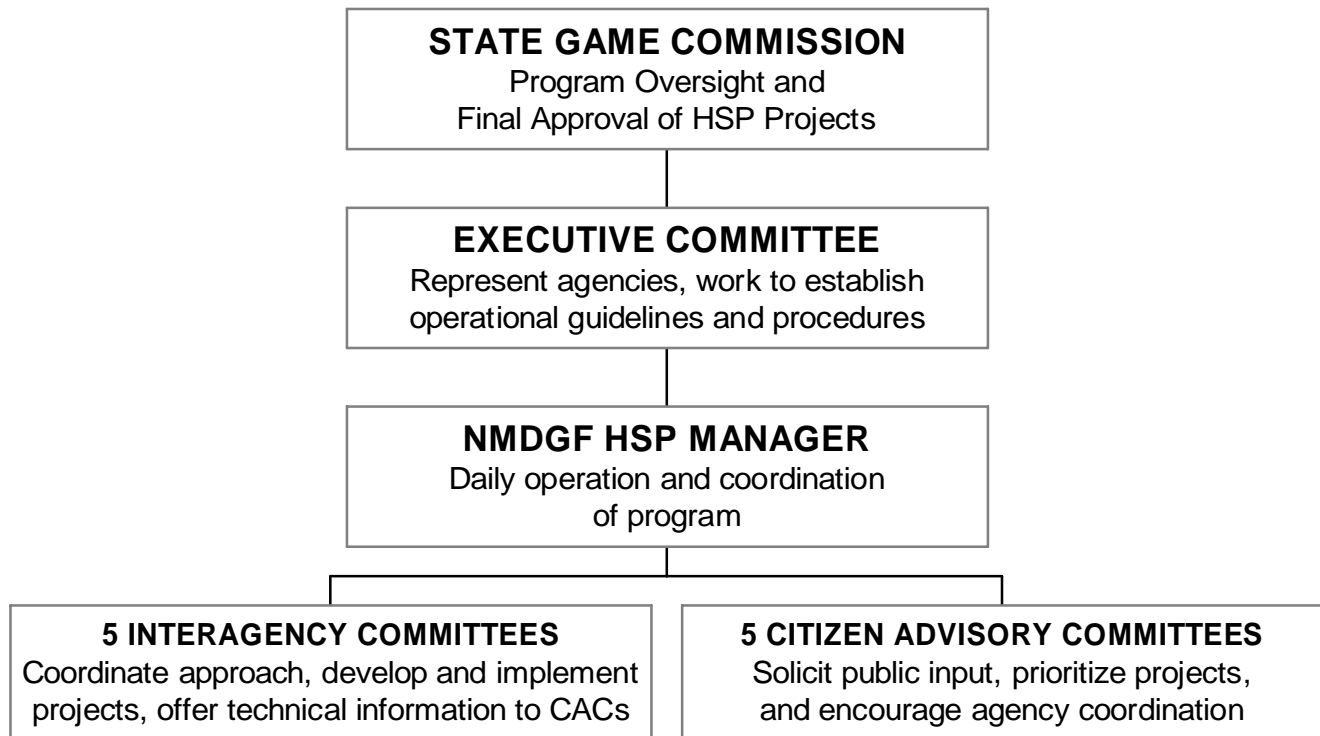 STATE GAME COMMISSION
Program Oversight and
Final Approval of HSP Projects
EXECUTIVE COMMITTEE
Represent agencies, work to establish
operational guidelines and procedures
NMDGF HSP MANAGER
Daily operation and coordination
of program
5 INTERAGENCY COMMITTEES
Coordinate approach, develop and implement
projects, offer technical information to CACs
5 CITIZEN ADVISORY COMMITTEES
Solicit public input, prioritize projects,
and encourage agency coordination